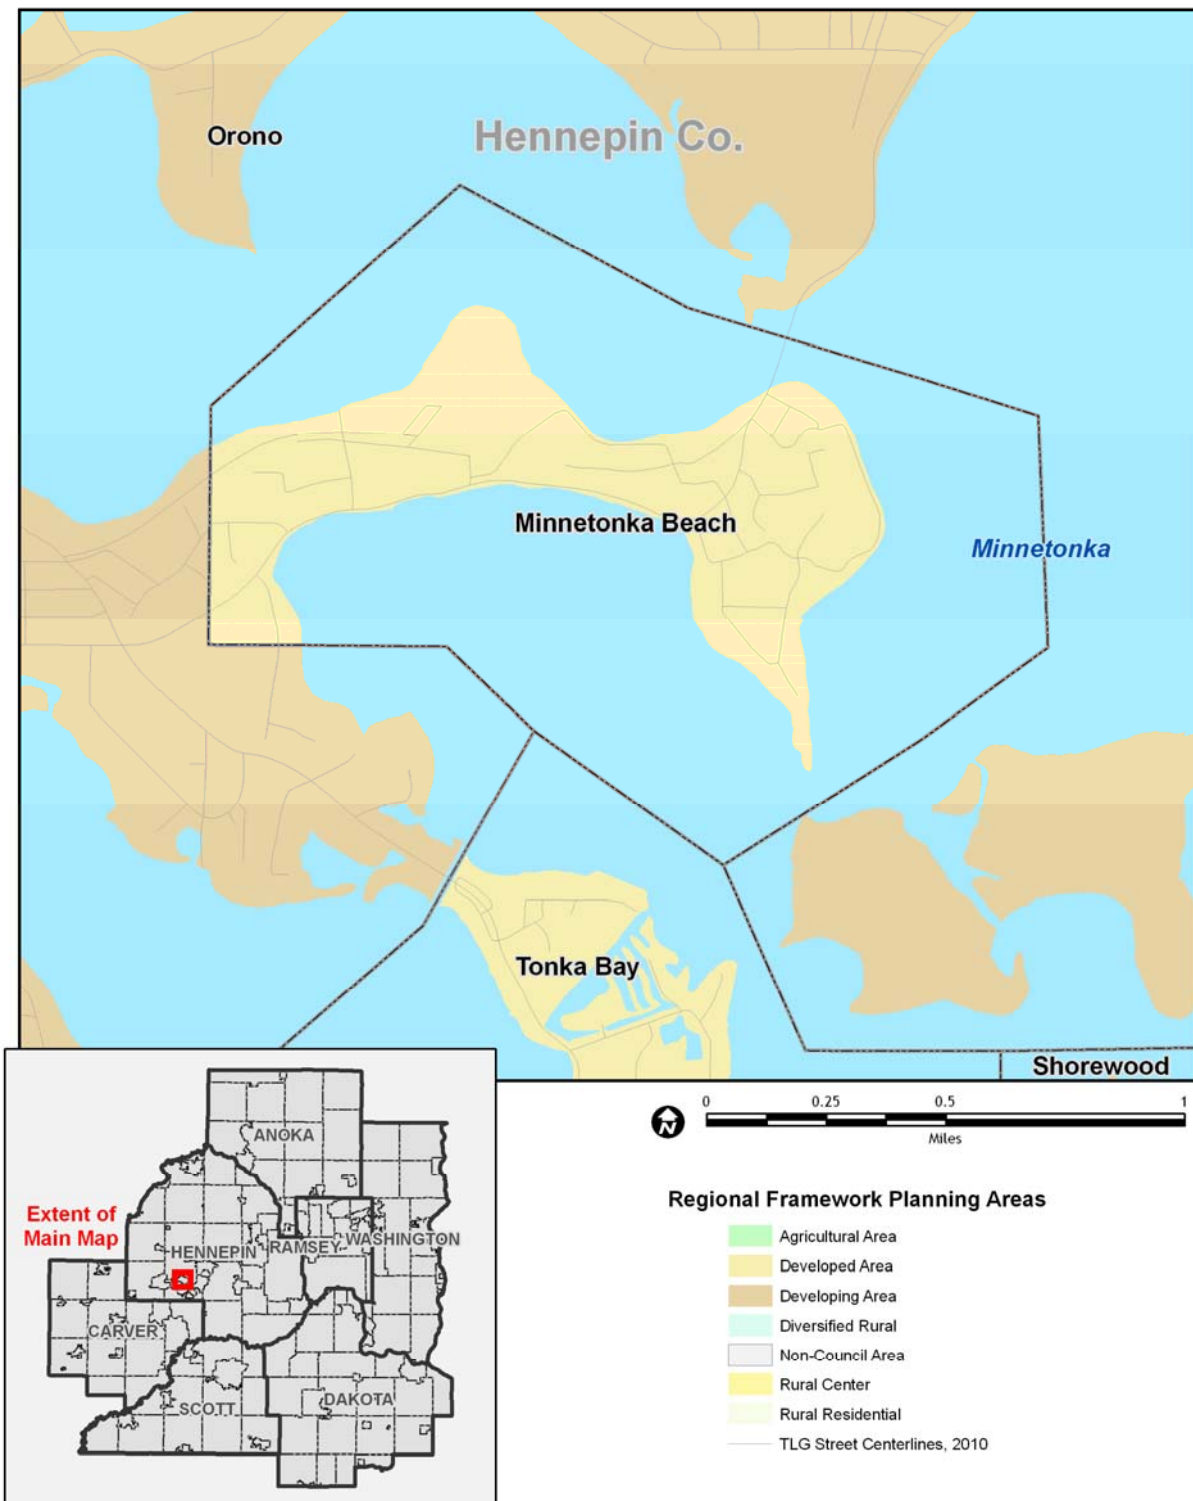 Orono
Hennepin Co.
Minnetonka Beach
Minnetonka
Tonka Bay
Shorewood
Extent of
Main Map
ANOKA
HENNEPIN
RAMSEY
WASHINGTON
CARVER
SCOTT
DAKOTA
N
0 0.25 0.5 1
Miles
Regional Framework Planning Areas
Agricultural Area
Developed Area
Developing Area
Diversified Rural
Non-Council Area
Rural Center
Rural Residential
TLG Street Centerlines, 2010